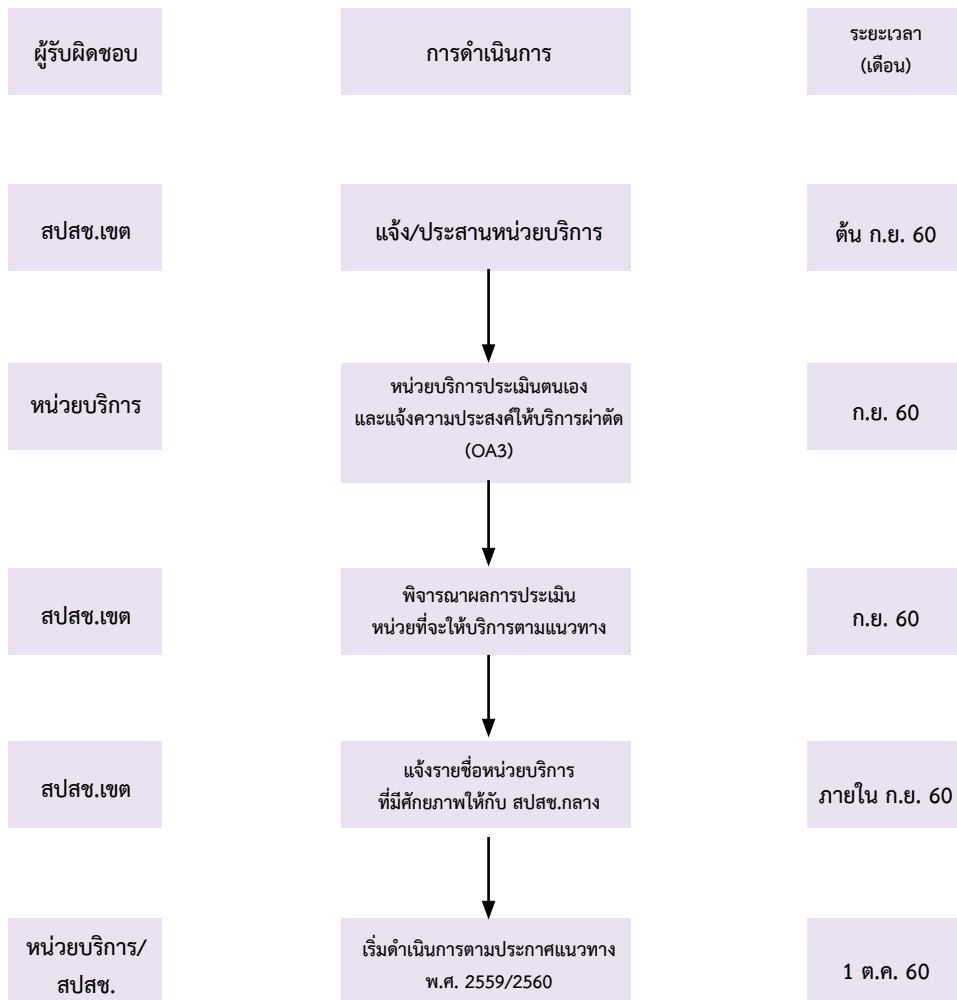 ผู้รับผิดชอบ
การดำเนินการ
ระยะเวลา
(เดือน)
สปสช.เขต
แจ้ง/ประสานหน่วยบริการ
ต้น ก.ย. 60
หน่วยบริการ
หน่วยบริการประเมินตนเอง
และแจ้งความประสงค์ให้บริการผ่าตัด
(OA3)
ก.ย. 60
สปสช.เขต
พิจารณาผลการประเมิน
หน่วยที่จะให้บริการตามแนวทาง
ก.ย. 60
สปสช.เขต
แจ้งรายชื่อหน่วยบริการ
ที่มีศักยภาพให้กับ สปสช.กลาง
ภายใน ก.ย. 60
หน่วยบริการ/
สปสช.
เริ่มดำเนินการตามประกาศแนวทาง
พ.ศ. 2559/2560
1 ต.ค. 60